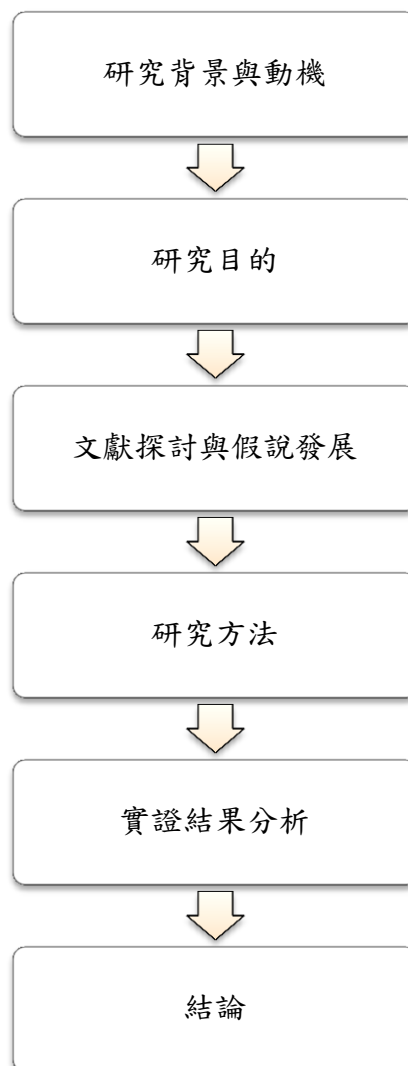 研究背景與動機
研究目的
文獻探討與假說發展
研究方法
實證結果分析
結論